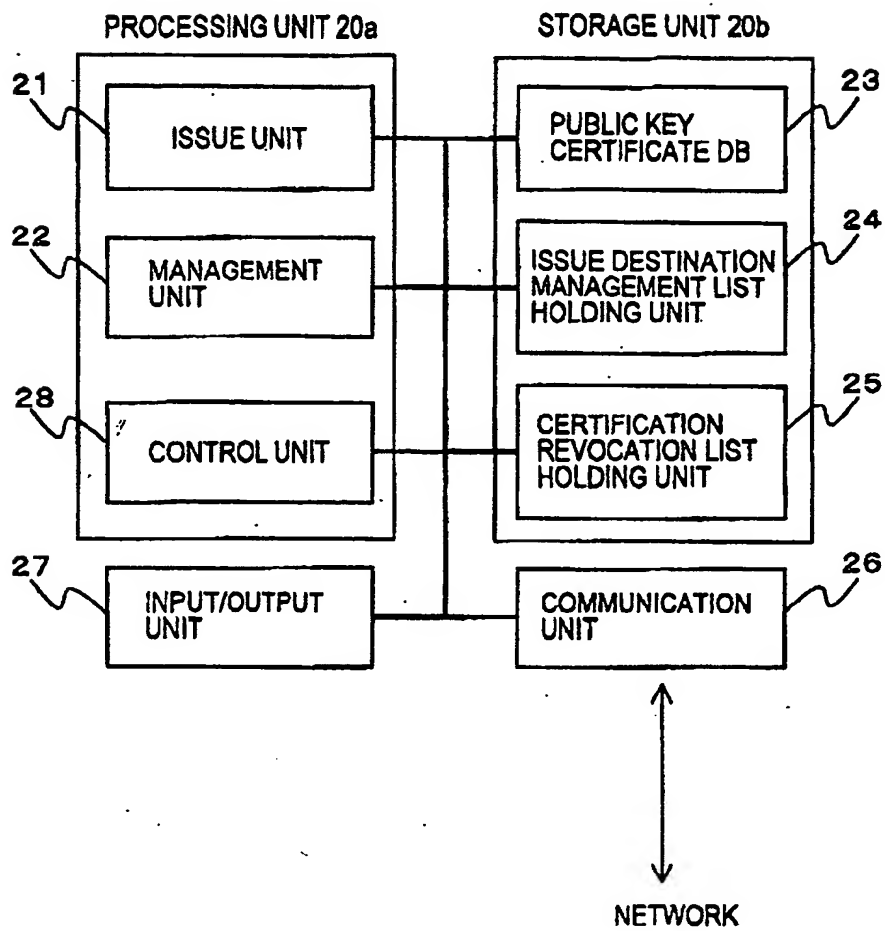 PROCESSING UNIT 20a
STORAGE UNIT 20b
21
ISSUE UNIT
23
PUBLIC KEY
CERTIFICATE DB
22
MANAGEMENT
UNIT
24
ISSUE DESTINATION
MANAGEMENT LIST
HOLDING UNIT
28
CONTROL UNIT
25
CERTIFICATION
REVOCATION LIST
HOLDING UNIT
27
INPUT/OUTPUT
UNIT
26
COMMUNICATION
UNIT
NETWORK